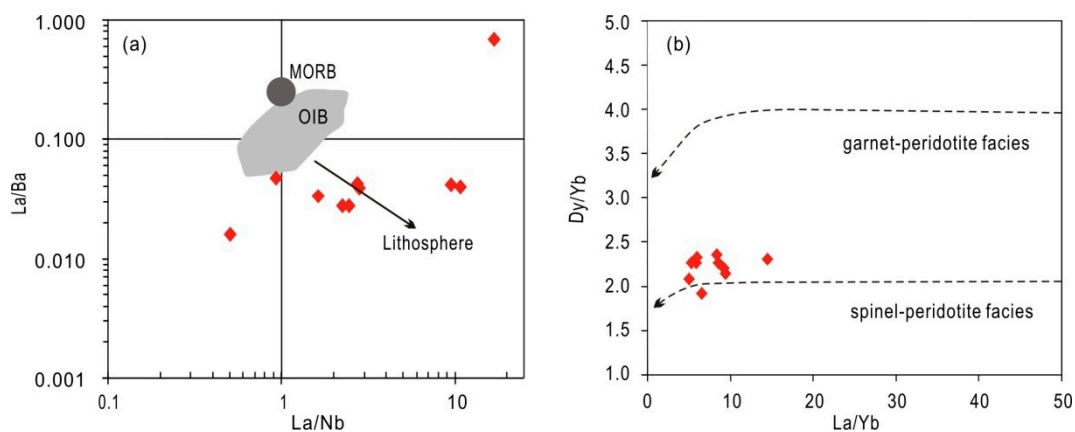 (a)
1.000
0.100
0.010
0.001
La/Ba
MORB
OIB
Lithosphere
0.1
1
10
La/Nb
(b)
5.0
4.5
4.0
3.5
3.0
2.5
2.0
1.5
1.0
Dy/Yb
garnet-peridotite facies
spinel-peridotite facies
0
10
20
30
40
50
La/Yb